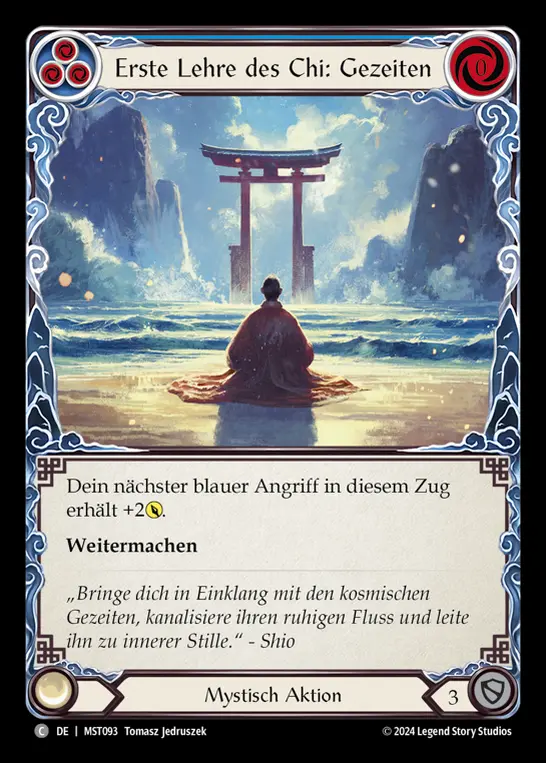 Erste Lehre des Chi: Gezeiten
0
Dein nächster blauer Angriff in diesem Zug
erhält +2.
Weitermachen
„Bringe dich in Einklang mit den kosmischen
Gezeiten, kanalisiere ihren ruhigen Fluss und leite
ihn zu innerer Stille.“ - Shio
Mystisch Aktion
3
C DE | MST093 Tomasz Jedruszek
© 2024 Legend Story Studios